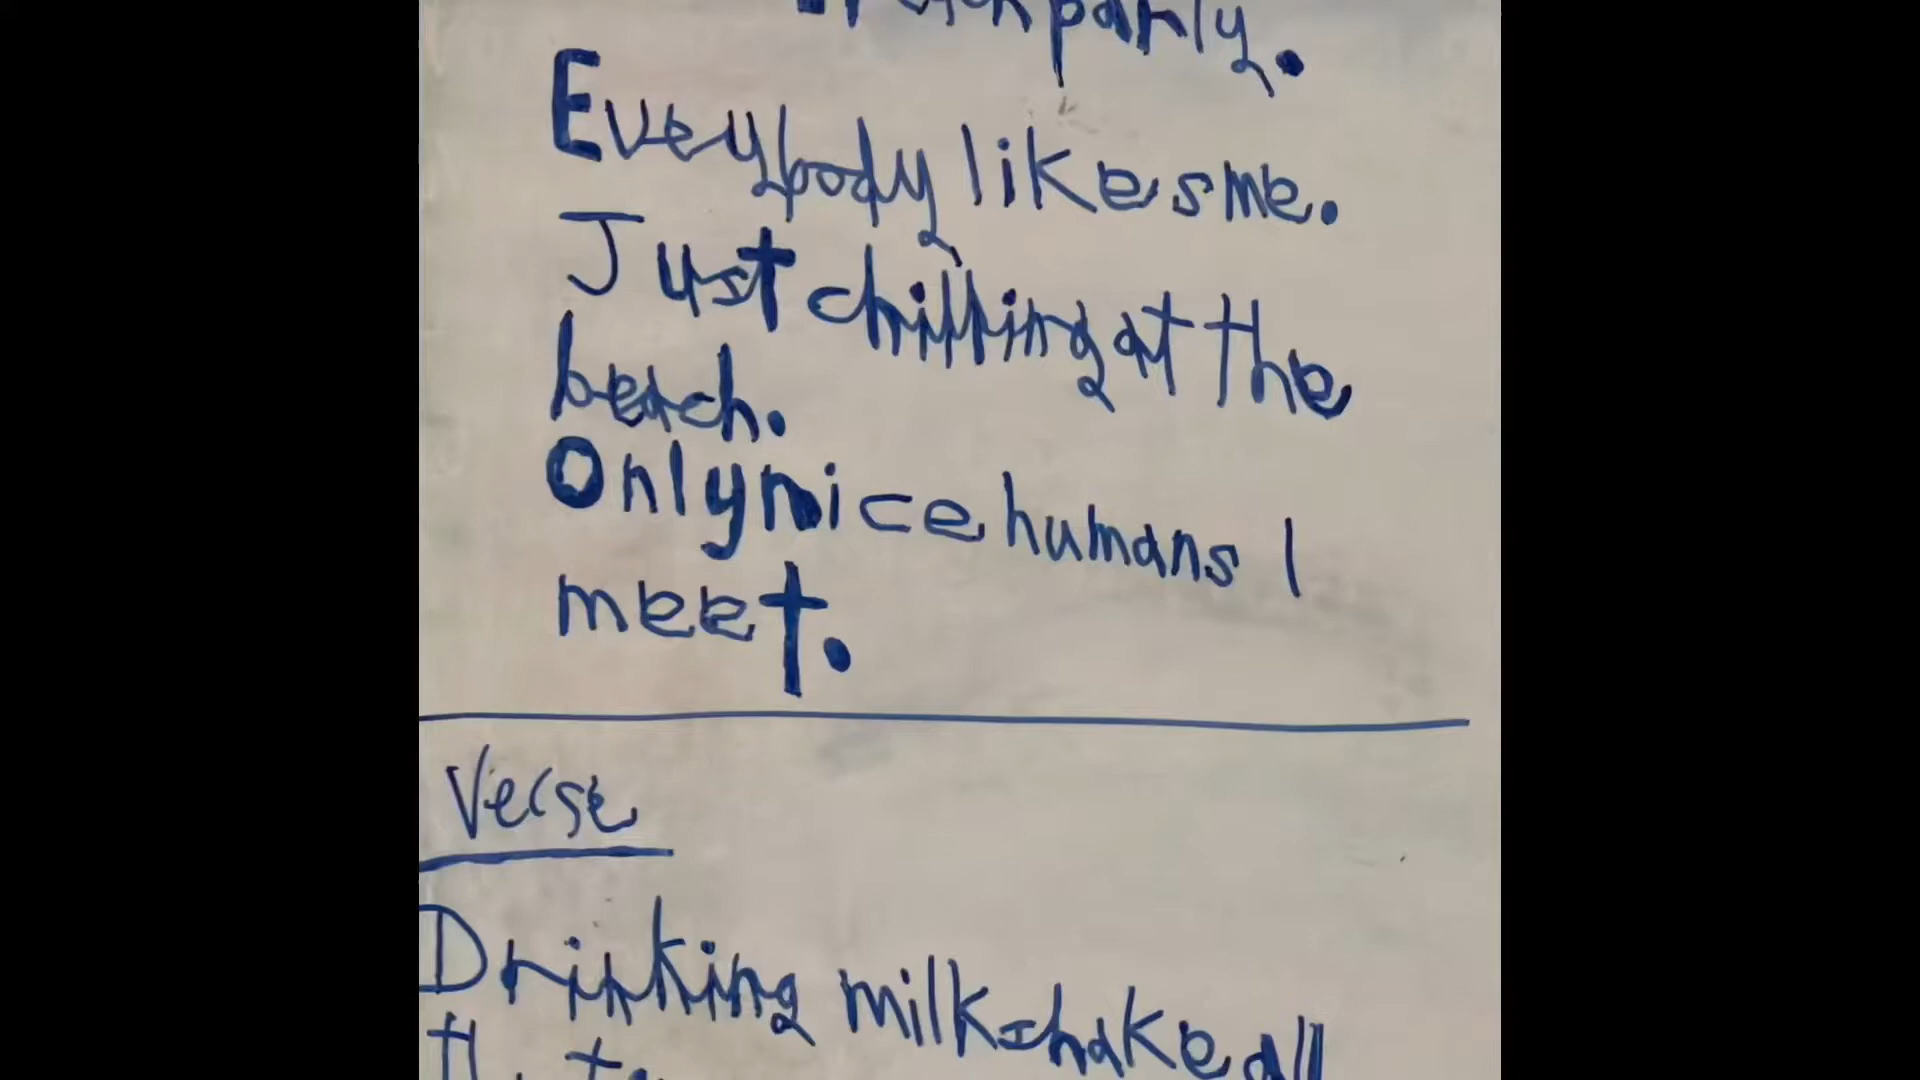 party.
Everybody likes me.
Just chilling at the
beach.
Only nice humans I
meet.
Verse
Drinking milkshake all